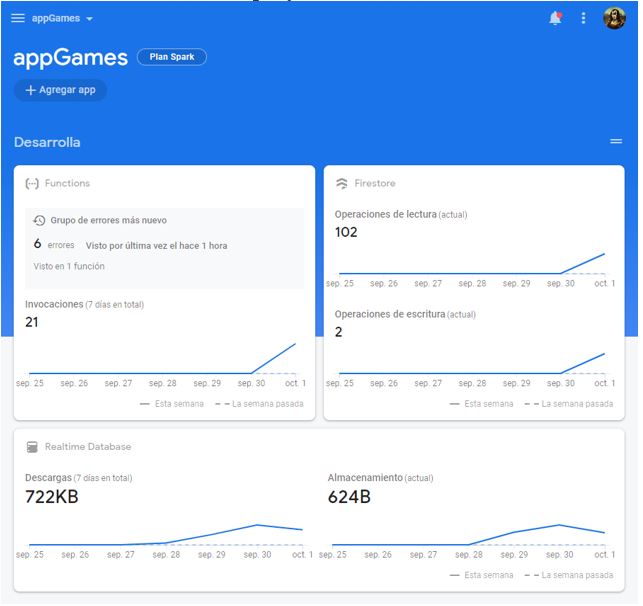 appGames
appGames Plan Spark
+ Agregar app
Desarrolla
Functions
Grupo de errores más nuevo
6 errores Visto por última vez el hace 1 hora
Visto en 1 función
Invocaciones (7 días en total)
21
sep. 25 sep. 26 sep. 27 sep. 28 sep. 29 sep. 30 oct. 1
Esta semana La semana pasada
Firestore
Operaciones de lectura (actual)
102
sep. 25 sep. 26 sep. 27 sep. 28 sep. 29 sep. 30 oct. 1
Operaciones de escritura (actual)
2
sep. 25 sep. 26 sep. 27 sep. 28 sep. 29 sep. 30 oct. 1
Esta semana La semana pasada
Realtime Database
Descargas (7 días en total)
722KB
sep. 25 sep. 26 sep. 27 sep. 28 sep. 29 sep. 30 oct. 1
Almacenamiento (actual)
624B
sep. 25 sep. 26 sep. 27 sep. 28 sep. 29 sep. 30 oct. 1
Esta semana La semana pasada